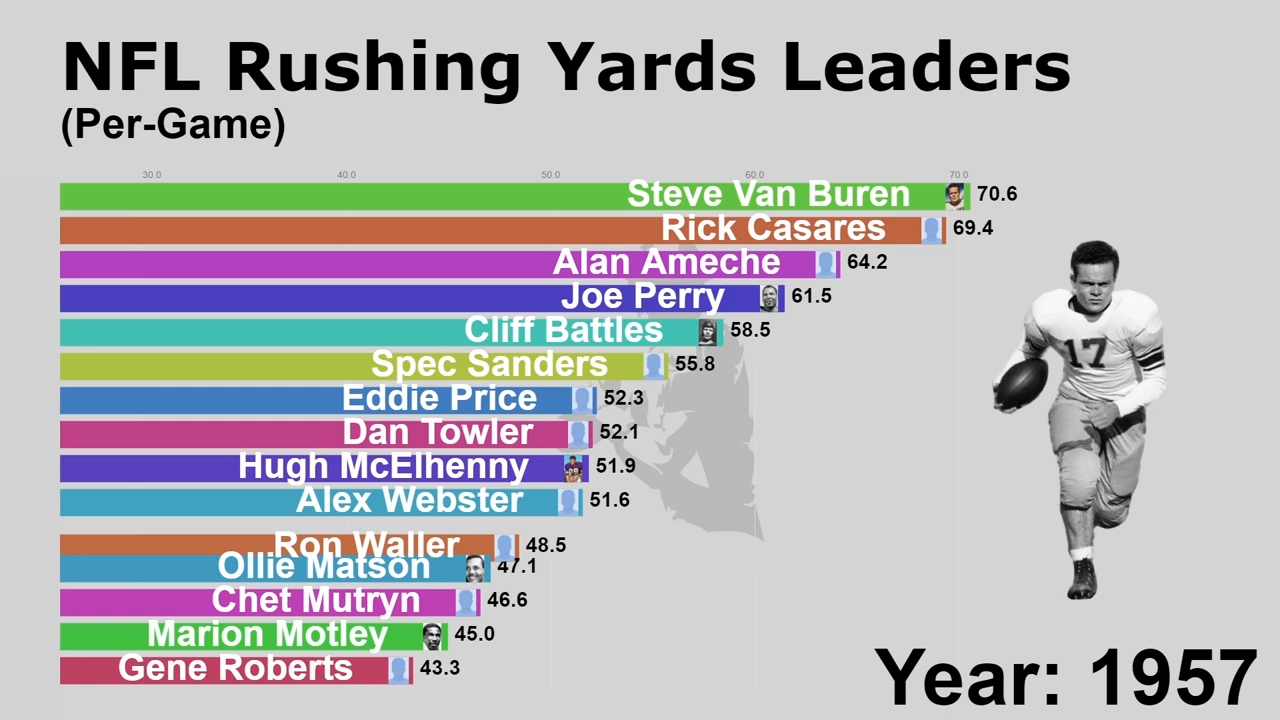 NFL Rushing Yards Leaders
(Per-Game)
30.0 40.0 50.0 60.0 70.0
Steve Van Buren 70.6
Rick Casares 69.4
Alan Ameche 64.2
Joe Perry 61.5
Cliff Battles 58.5
Spec Sanders 55.8
Eddie Price 52.3
Dan Towler 52.1
Hugh McElhenny 51.9
Alex Webster 51.6
Ron Waller 48.5
Ollie Matson 47.1
Chet Mutryn 46.6
Marion Motley 45.0
Gene Roberts 43.3
17
Year: 1957